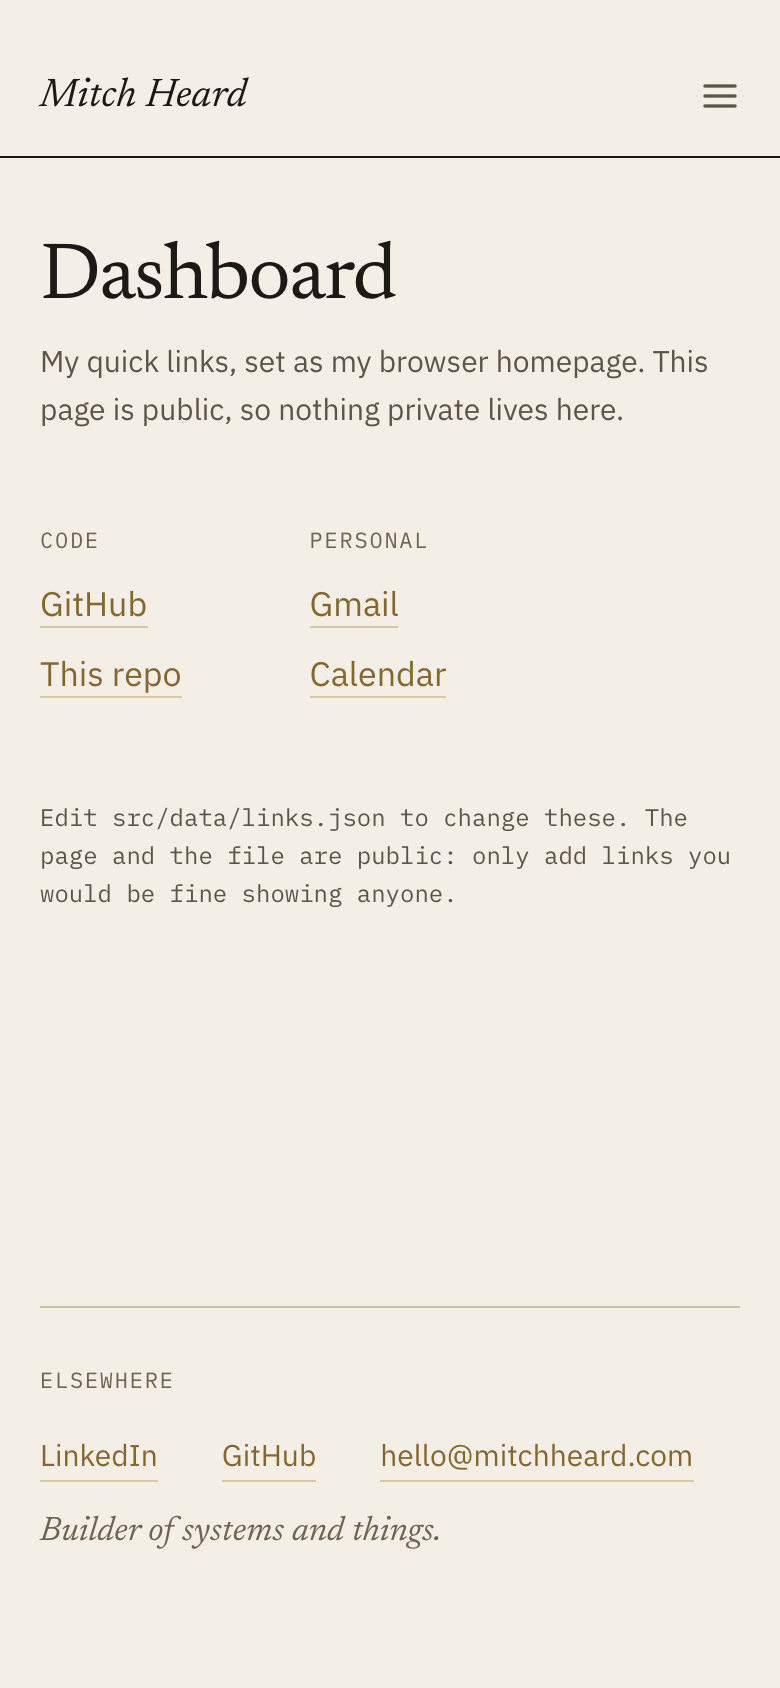 Mitch Heard
Dashboard
My quick links, set as my browser homepage. This
page is public, so nothing private lives here.
CODE
GitHub
This repo
PERSONAL
Gmail
Calendar
Edit src/data/links.json to change these. The
page and the file are public: only add links you
would be fine showing anyone.
ELSEWHERE
LinkedIn GitHub hello@mitchheard.com
Builder of systems and things.